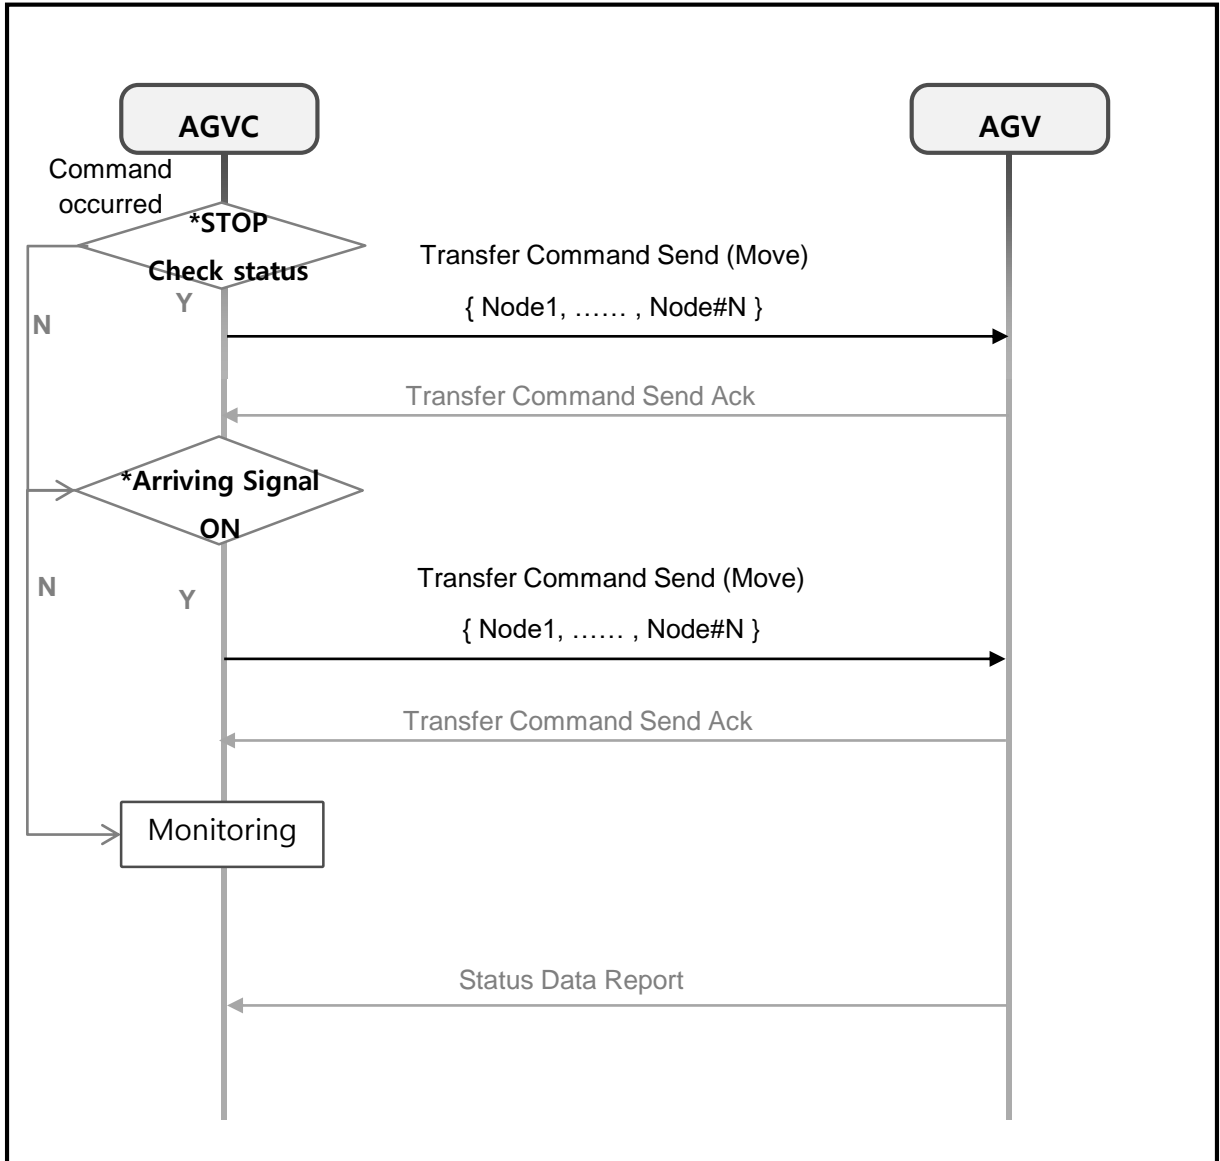 AGVC
AGV
Command
occurred
*STOP
Check status
Transfer Command Send (Move)
{ Node1, …… , Node#N }
Y
N
Transfer Command Send Ack
*Arriving Signal
ON
Transfer Command Send (Move)
{ Node1, …… , Node#N }
N
Y
Transfer Command Send Ack
Monitoring
Status Data Report